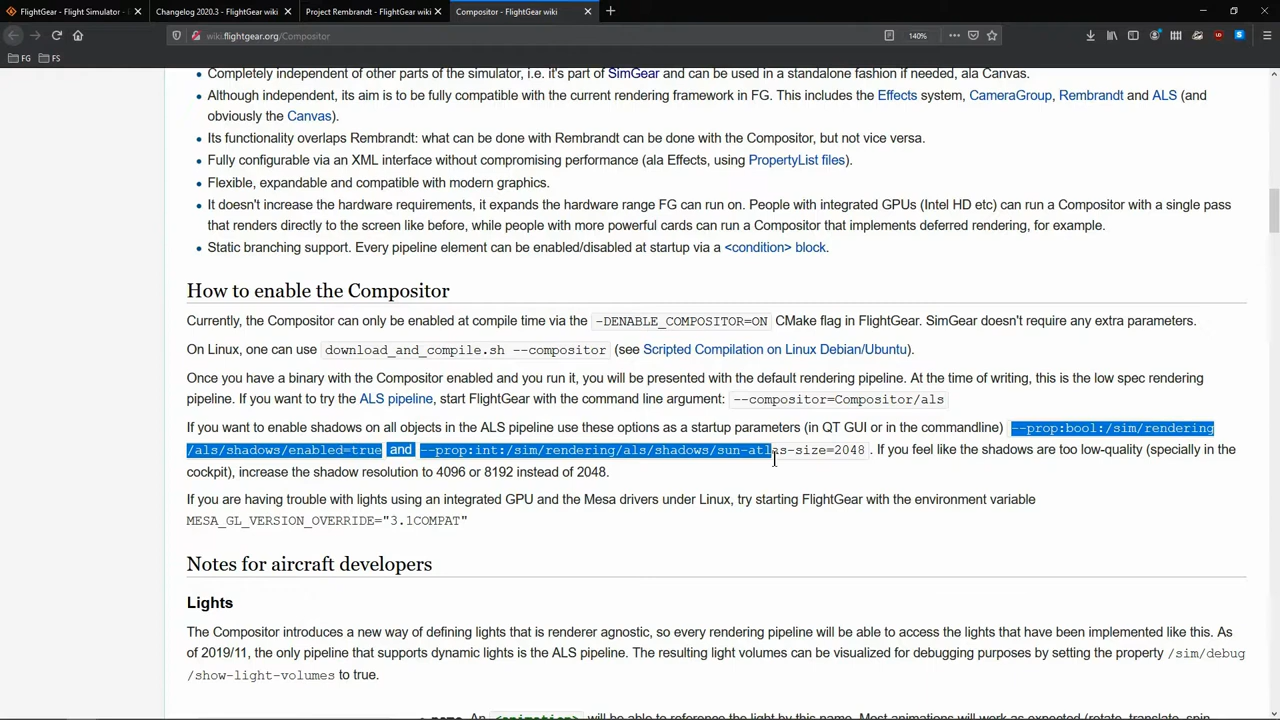 FlightGear - Flight Simulator -
Changelog 2020.3 - FlightGear wiki
Project Rembrandt - FlightGear wiki
Compositor - FlightGear wiki
wiki.flightgear.org/Compositor
140%
FG
FS
Completely independent of other parts of the simulator, i.e. it's part of SimGear and can be used in a standalone fashion if needed, ala Canvas.
Although independent, its aim is to be fully compatible with the current rendering framework in FG. This includes the Effects system, CameraGroup, Rembrandt and ALS (and
obviously the Canvas).
Its functionality overlaps Rembrandt: what can be done with Rembrandt can be done with the Compositor, but not vice versa.
Fully configurable via an XML interface without compromising performance (ala Effects, using PropertyList files).
Flexible, expandable and compatible with modern graphics.
It doesn't increase the hardware requirements, it expands the hardware range FG can run on. People with integrated GPUs (Intel HD etc) can run a Compositor with a single pass
that renders directly to the screen like before, while people with more powerful cards can run a Compositor that implements deferred rendering, for example.
Static branching support. Every pipeline element can be enabled/disabled at startup via a <condition> block.
How to enable the Compositor
Currently, the Compositor can only be enabled at compile time via the -DENABLE_COMPOSITOR=ON CMake flag in FlightGear. SimGear doesn't require any extra parameters.
On Linux, one can use download_and_compile.sh --compositor (see Scripted Compilation on Linux Debian/Ubuntu).
Once you have a binary with the Compositor enabled and you run it, you will be presented with the default rendering pipeline. At the time of writing, this is the low spec rendering
pipeline. If you want to try the ALS pipeline, start FlightGear with the command line argument: --compositor=Compositor/als
If you want to enable shadows on all objects in the ALS pipeline use these options as a startup parameters (in QT GUI or in the commandline) --prop:bool:/sim/rendering
/als/shadows/enabled=true and --prop:int:/sim/rendering/als/shadows/sun-atlas-size=2048 . If you feel like the shadows are too low-quality (specially in the
cockpit), increase the shadow resolution to 4096 or 8192 instead of 2048.
If you are having trouble with lights using an integrated GPU and the Mesa drivers under Linux, try starting FlightGear with the environment variable
MESA_GL_VERSION_OVERRIDE="3.1COMPAT"
Notes for aircraft developers
Lights
The Compositor introduces a new way of defining lights that is renderer agnostic, so every rendering pipeline will be able to access the lights that have been implemented like this. As
of 2019/11, the only pipeline that supports dynamic lights is the ALS pipeline. The resulting light volumes can be visualized for debugging purposes by setting the property /sim/debug
/show-light-volumes to true.
name. An <animation> will be able to reference the light by this name. Most animations will work as expected (rotate, translate, spin,